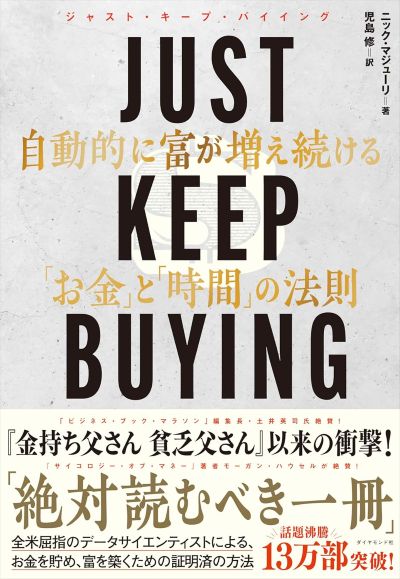 ジャスト・キープ・バイイング
ニック・マジューリ=著
児島 修=訳
JUST
自動的に富が増え続ける
KEEP
「お金」と「時間」の法則
BUYING
「ビジネス・ブック・マラソン」編集長・土井英司氏絶賛!
『金持ち父さん 貧乏父さん』以来の衝撃!
「サイコロジー・オブ・マネー」著者モーガン・ハウセルが絶賛!
「絶対読むべき一冊」
全米屈指のデータサイエンティストによる、
お金を貯め、富を築くための証明済の方法
話題沸騰
13万部突破!
ダイヤモンド社